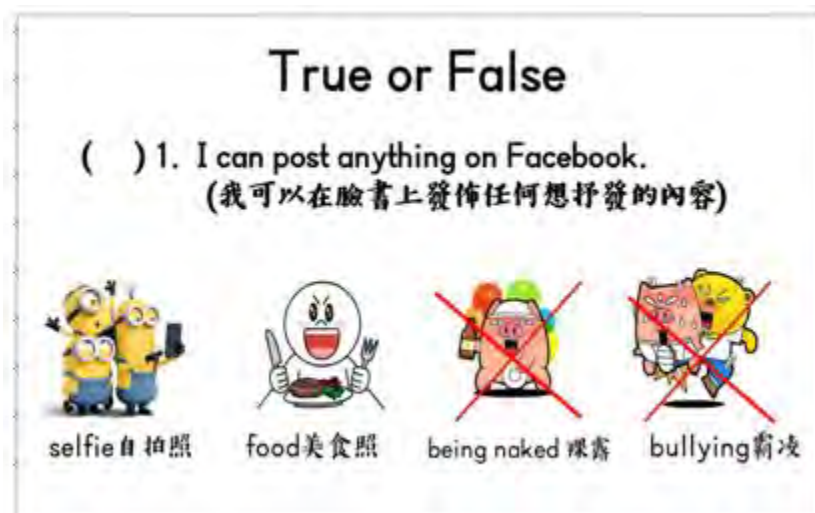 True or False
(   ) 1. I can post anything on Facebook.
(我可以在臉書上發佈任何想抒發的內容)
selfie自拍照
food美食照
being naked 裸露
bullying霸凌